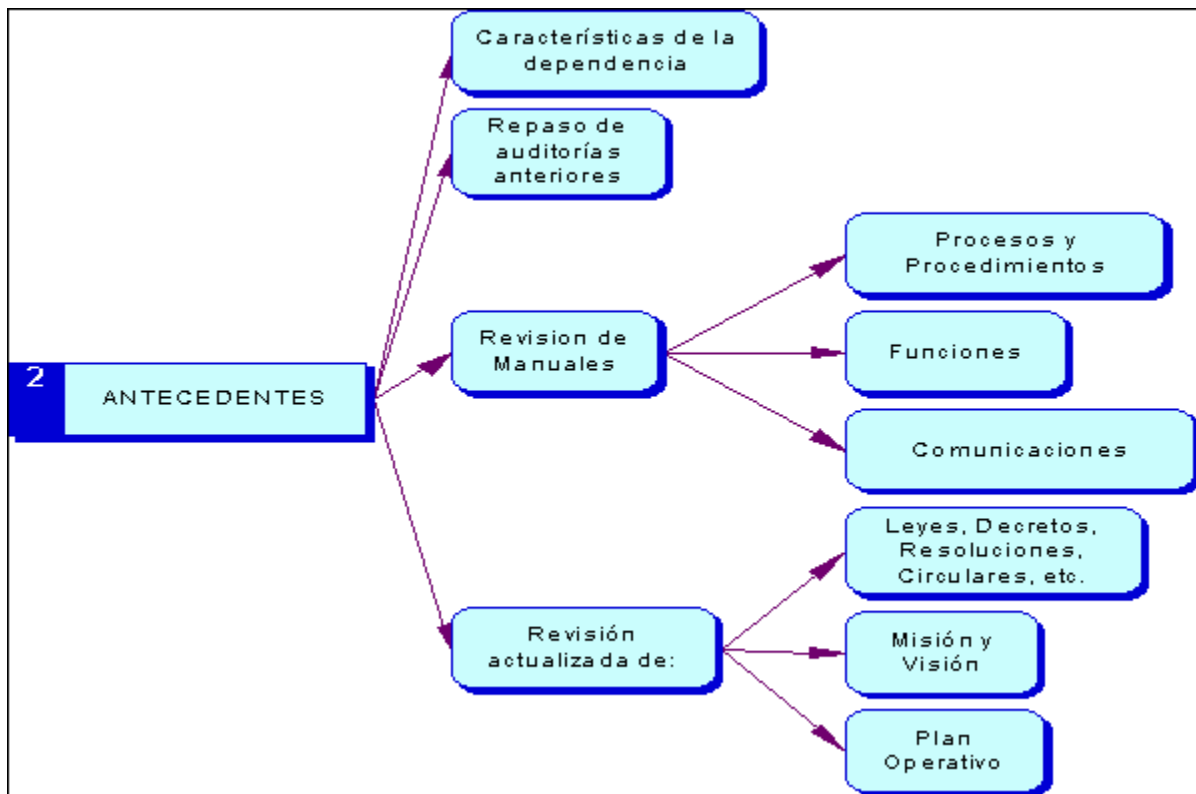 Características de la
dependencia
Repaso de
auditorías
anteriores
Procesos y
Procedimientos
Revision de
Manuales
Funciones
2
ANTECEDENTES
Comunicaciones
Leyes, Decretos,
Resoluciones,
Circulares, etc.
Revisión
actualizada de:
Misión y
Visión
Plan
Operativo